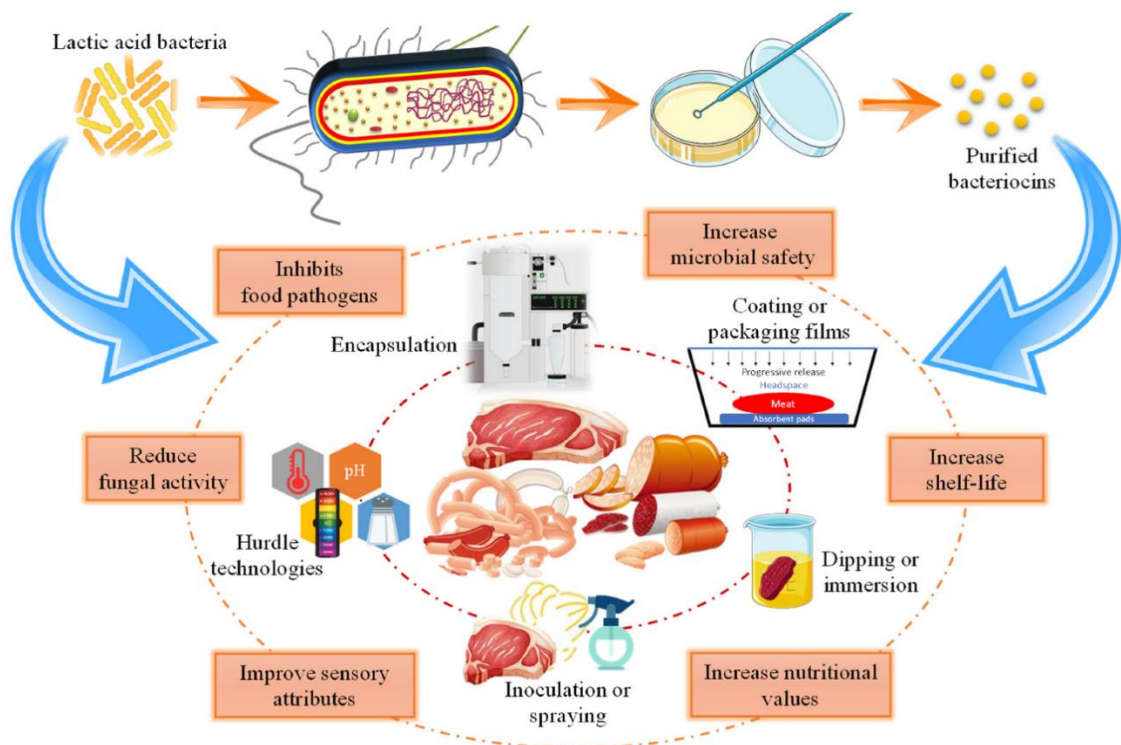 Lactic acid bacteria
Purified
bacteriocins
Increase
microbial safety
Inhibits
food pathogens
Coating or
packaging films
Encapsulation
Progressive release
Headspace
Meat
Absorbent pads
Reduce
fungal activity
pH
Increase
shelf-life
Hurdle
technologies
Dipping or
immersion
Improve sensory
attributes
Inoculation or
spraying
Increase nutritional
values